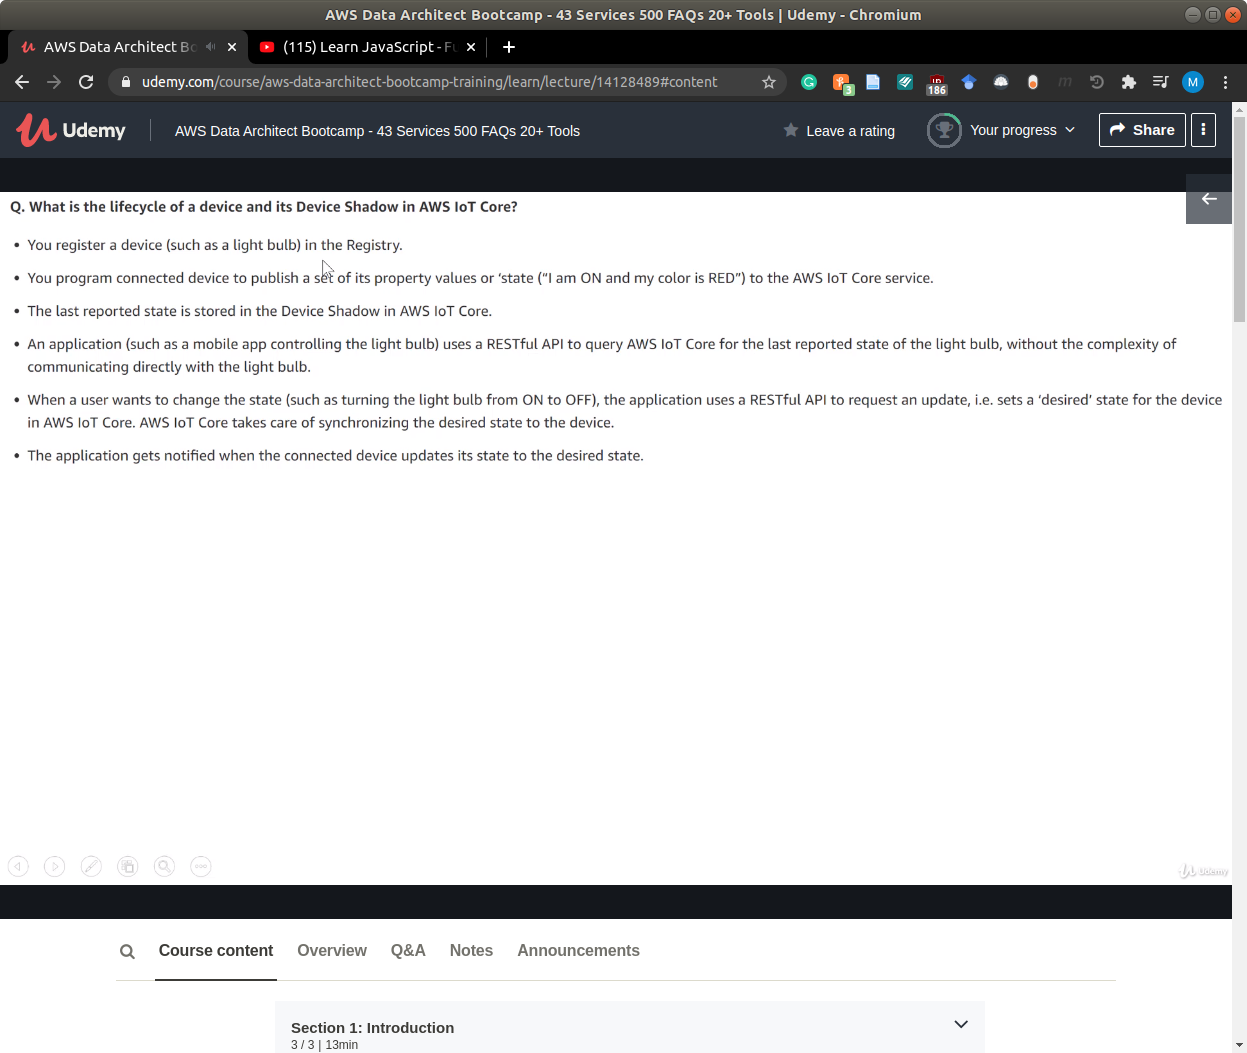 AWS Data Architect Bootcamp - 43 Services 500 FAQs 20+ Tools | Udemy - Chromium
AWS Data Architect Bo
(115) Learn JavaScript - Fu
udemy.com/course/aws-data-architect-bootcamp-training/learn/lecture/14128489#content
3
186
M
Udemy
AWS Data Architect Bootcamp - 43 Services 500 FAQs 20+ Tools
Leave a rating
Your progress
Share
Q. What is the lifecycle of a device and its Device Shadow in AWS IoT Core?
• You register a device (such as a light bulb) in the Registry.
• You program connected device to publish a set of its property values or ‘state (“I am ON and my color is RED”) to the AWS IoT Core service.
• The last reported state is stored in the Device Shadow in AWS IoT Core.
• An application (such as a mobile app controlling the light bulb) uses a RESTful API to query AWS IoT Core for the last reported state of the light bulb, without the complexity of
communicating directly with the light bulb.
• When a user wants to change the state (such as turning the light bulb from ON to OFF), the application uses a RESTful API to request an update, i.e. sets a ‘desired’ state for the device
in AWS IoT Core. AWS IoT Core takes care of synchronizing the desired state to the device.
• The application gets notified when the connected device updates its state to the desired state.
Udemy
Course content
Overview
Q&A
Notes
Announcements
Section 1: Introduction
3 / 3 | 13min